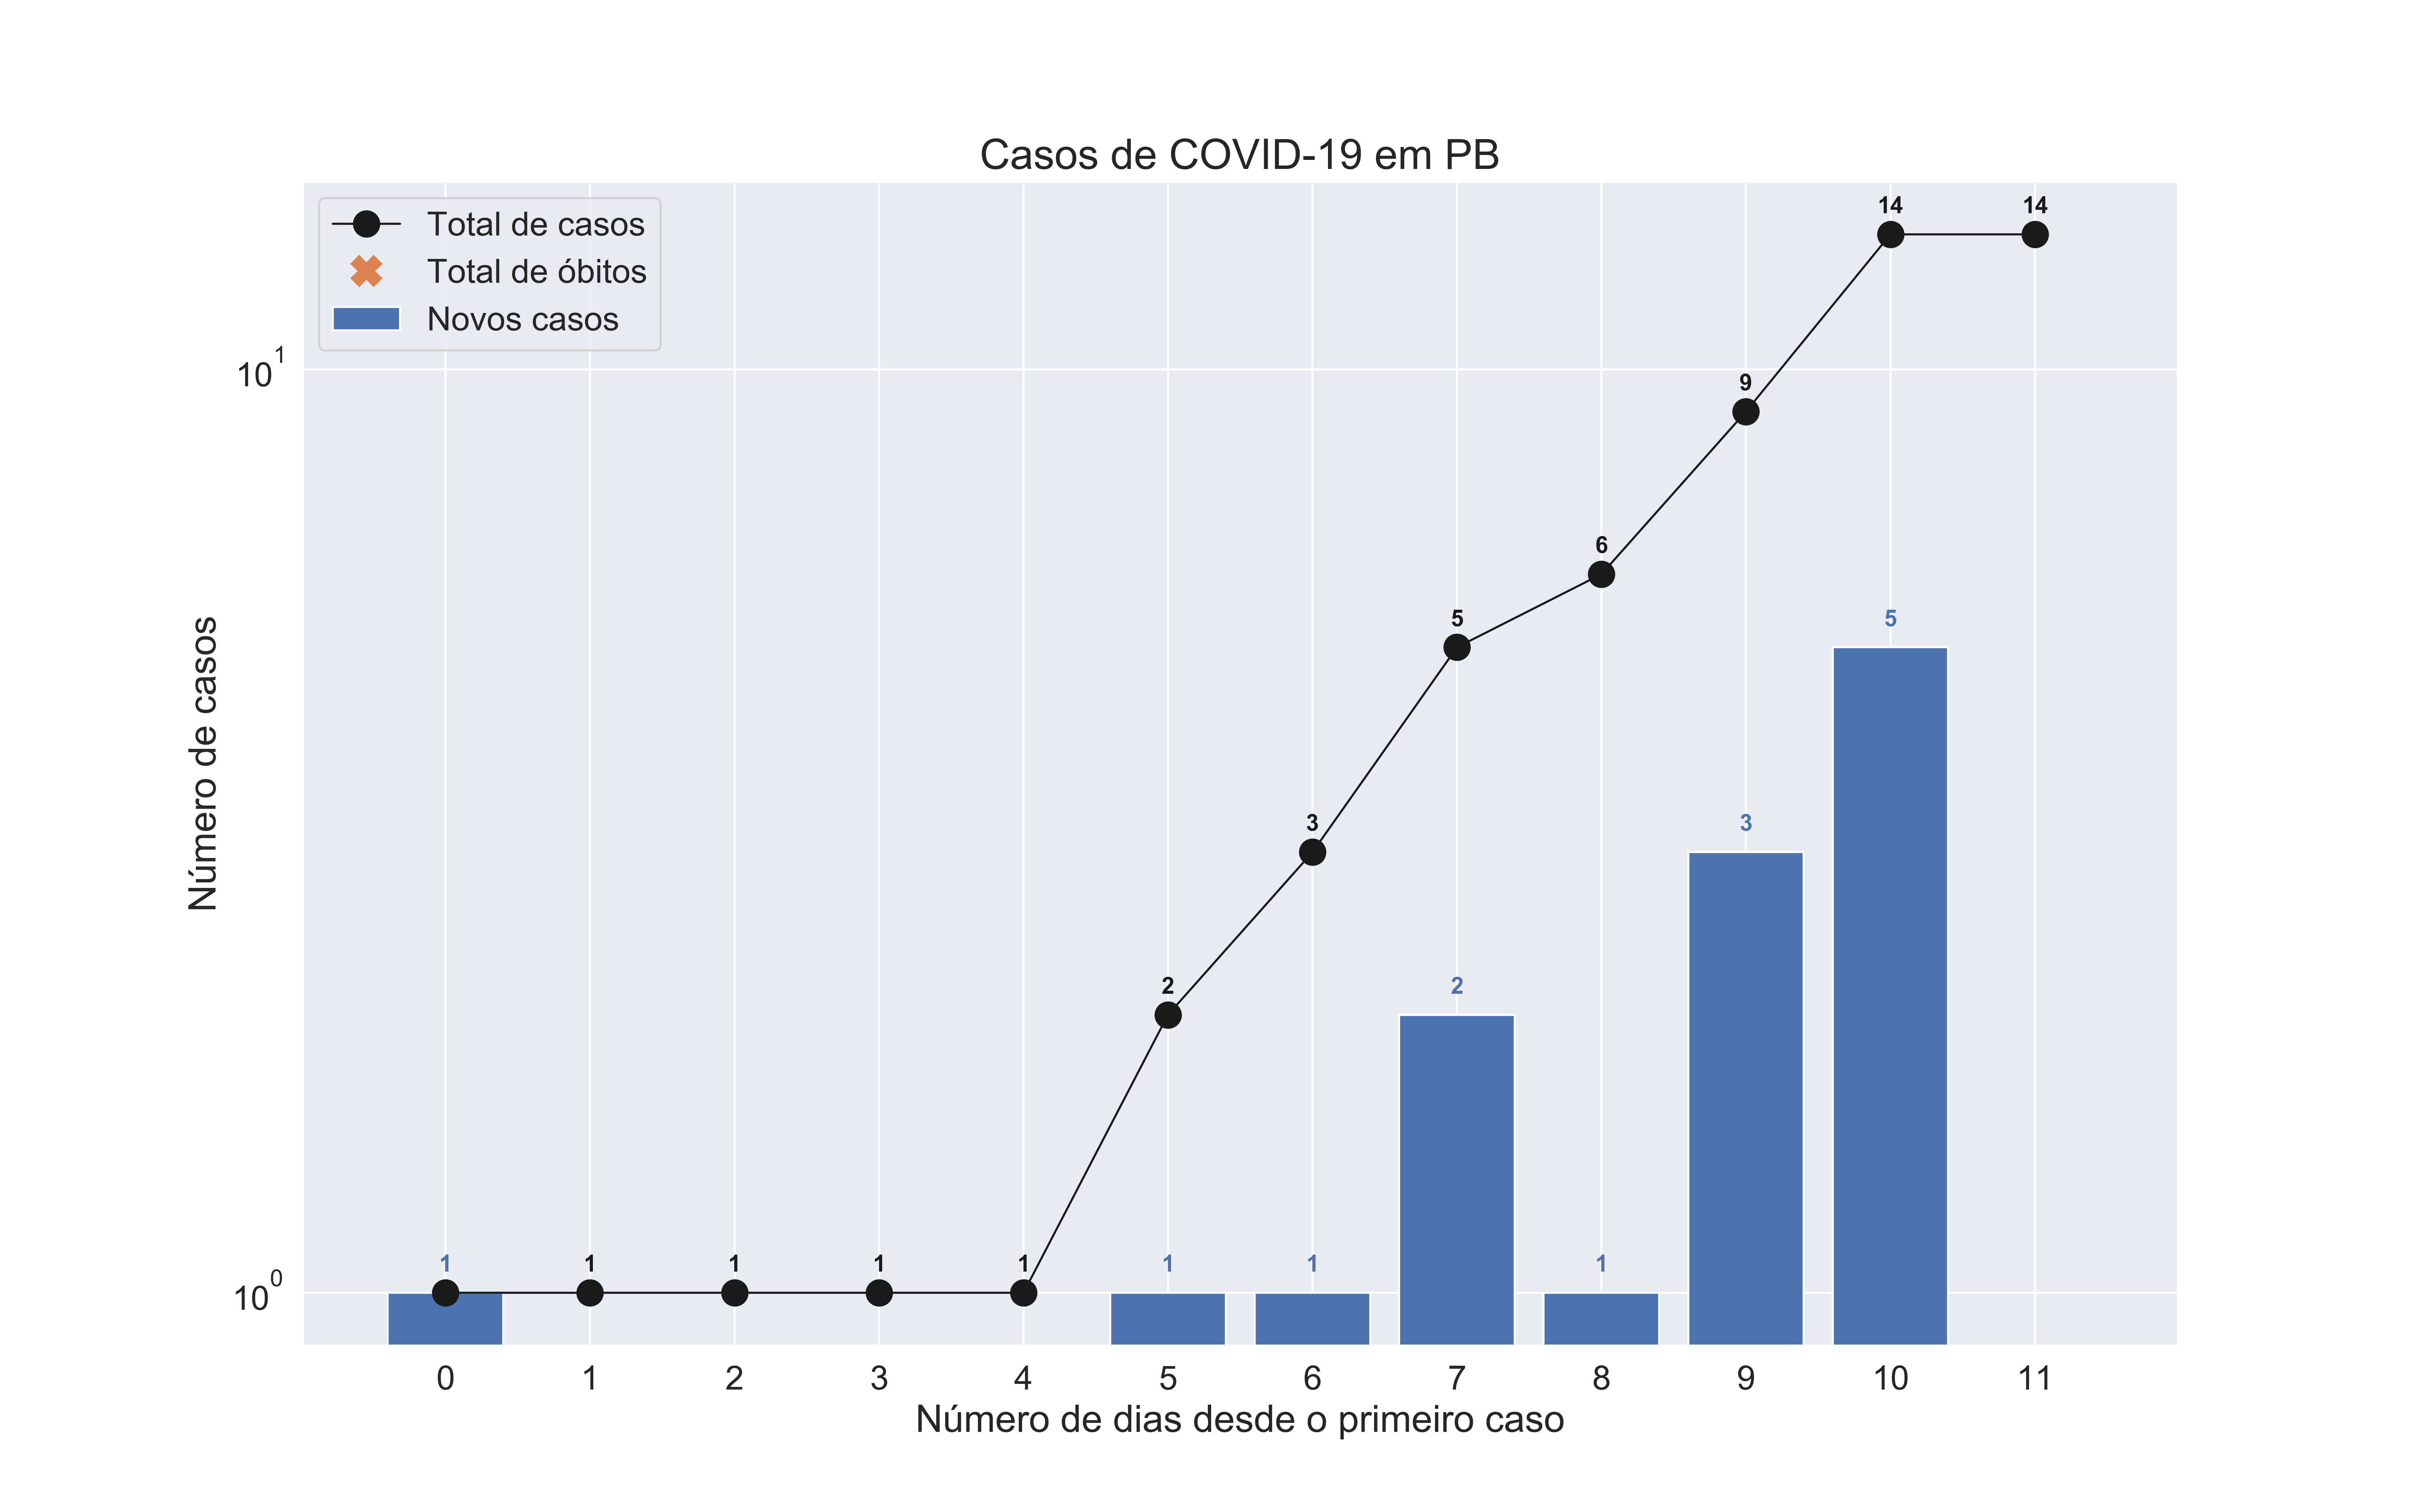 Casos de COVID-19 em PB
Total de casos
Total de óbitos
Novos casos
Número de casos
10^1
10^0
14 14
9
6
5 5
3 3
2 2
1 1 1 1 1 1 1 1
0 1 2 3 4 5 6 7 8 9 10 11
Número de dias desde o primeiro caso